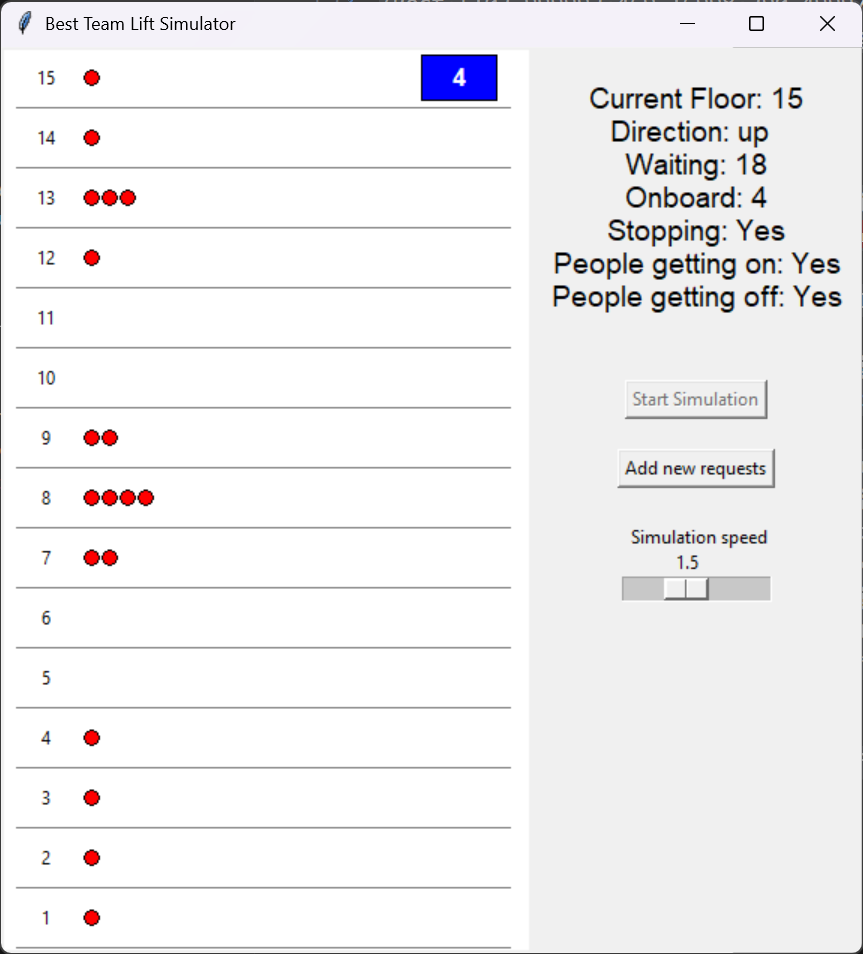 Best Team Lift Simulator
15 4
14
13
12
11
10
9
8
7
6
5
4
3
2
1
Current Floor: 15
Direction: up
Waiting: 18
Onboard: 4
Stopping: Yes
People getting on: Yes
People getting off: Yes
Start Simulation
Add new requests
Simulation speed
1.5